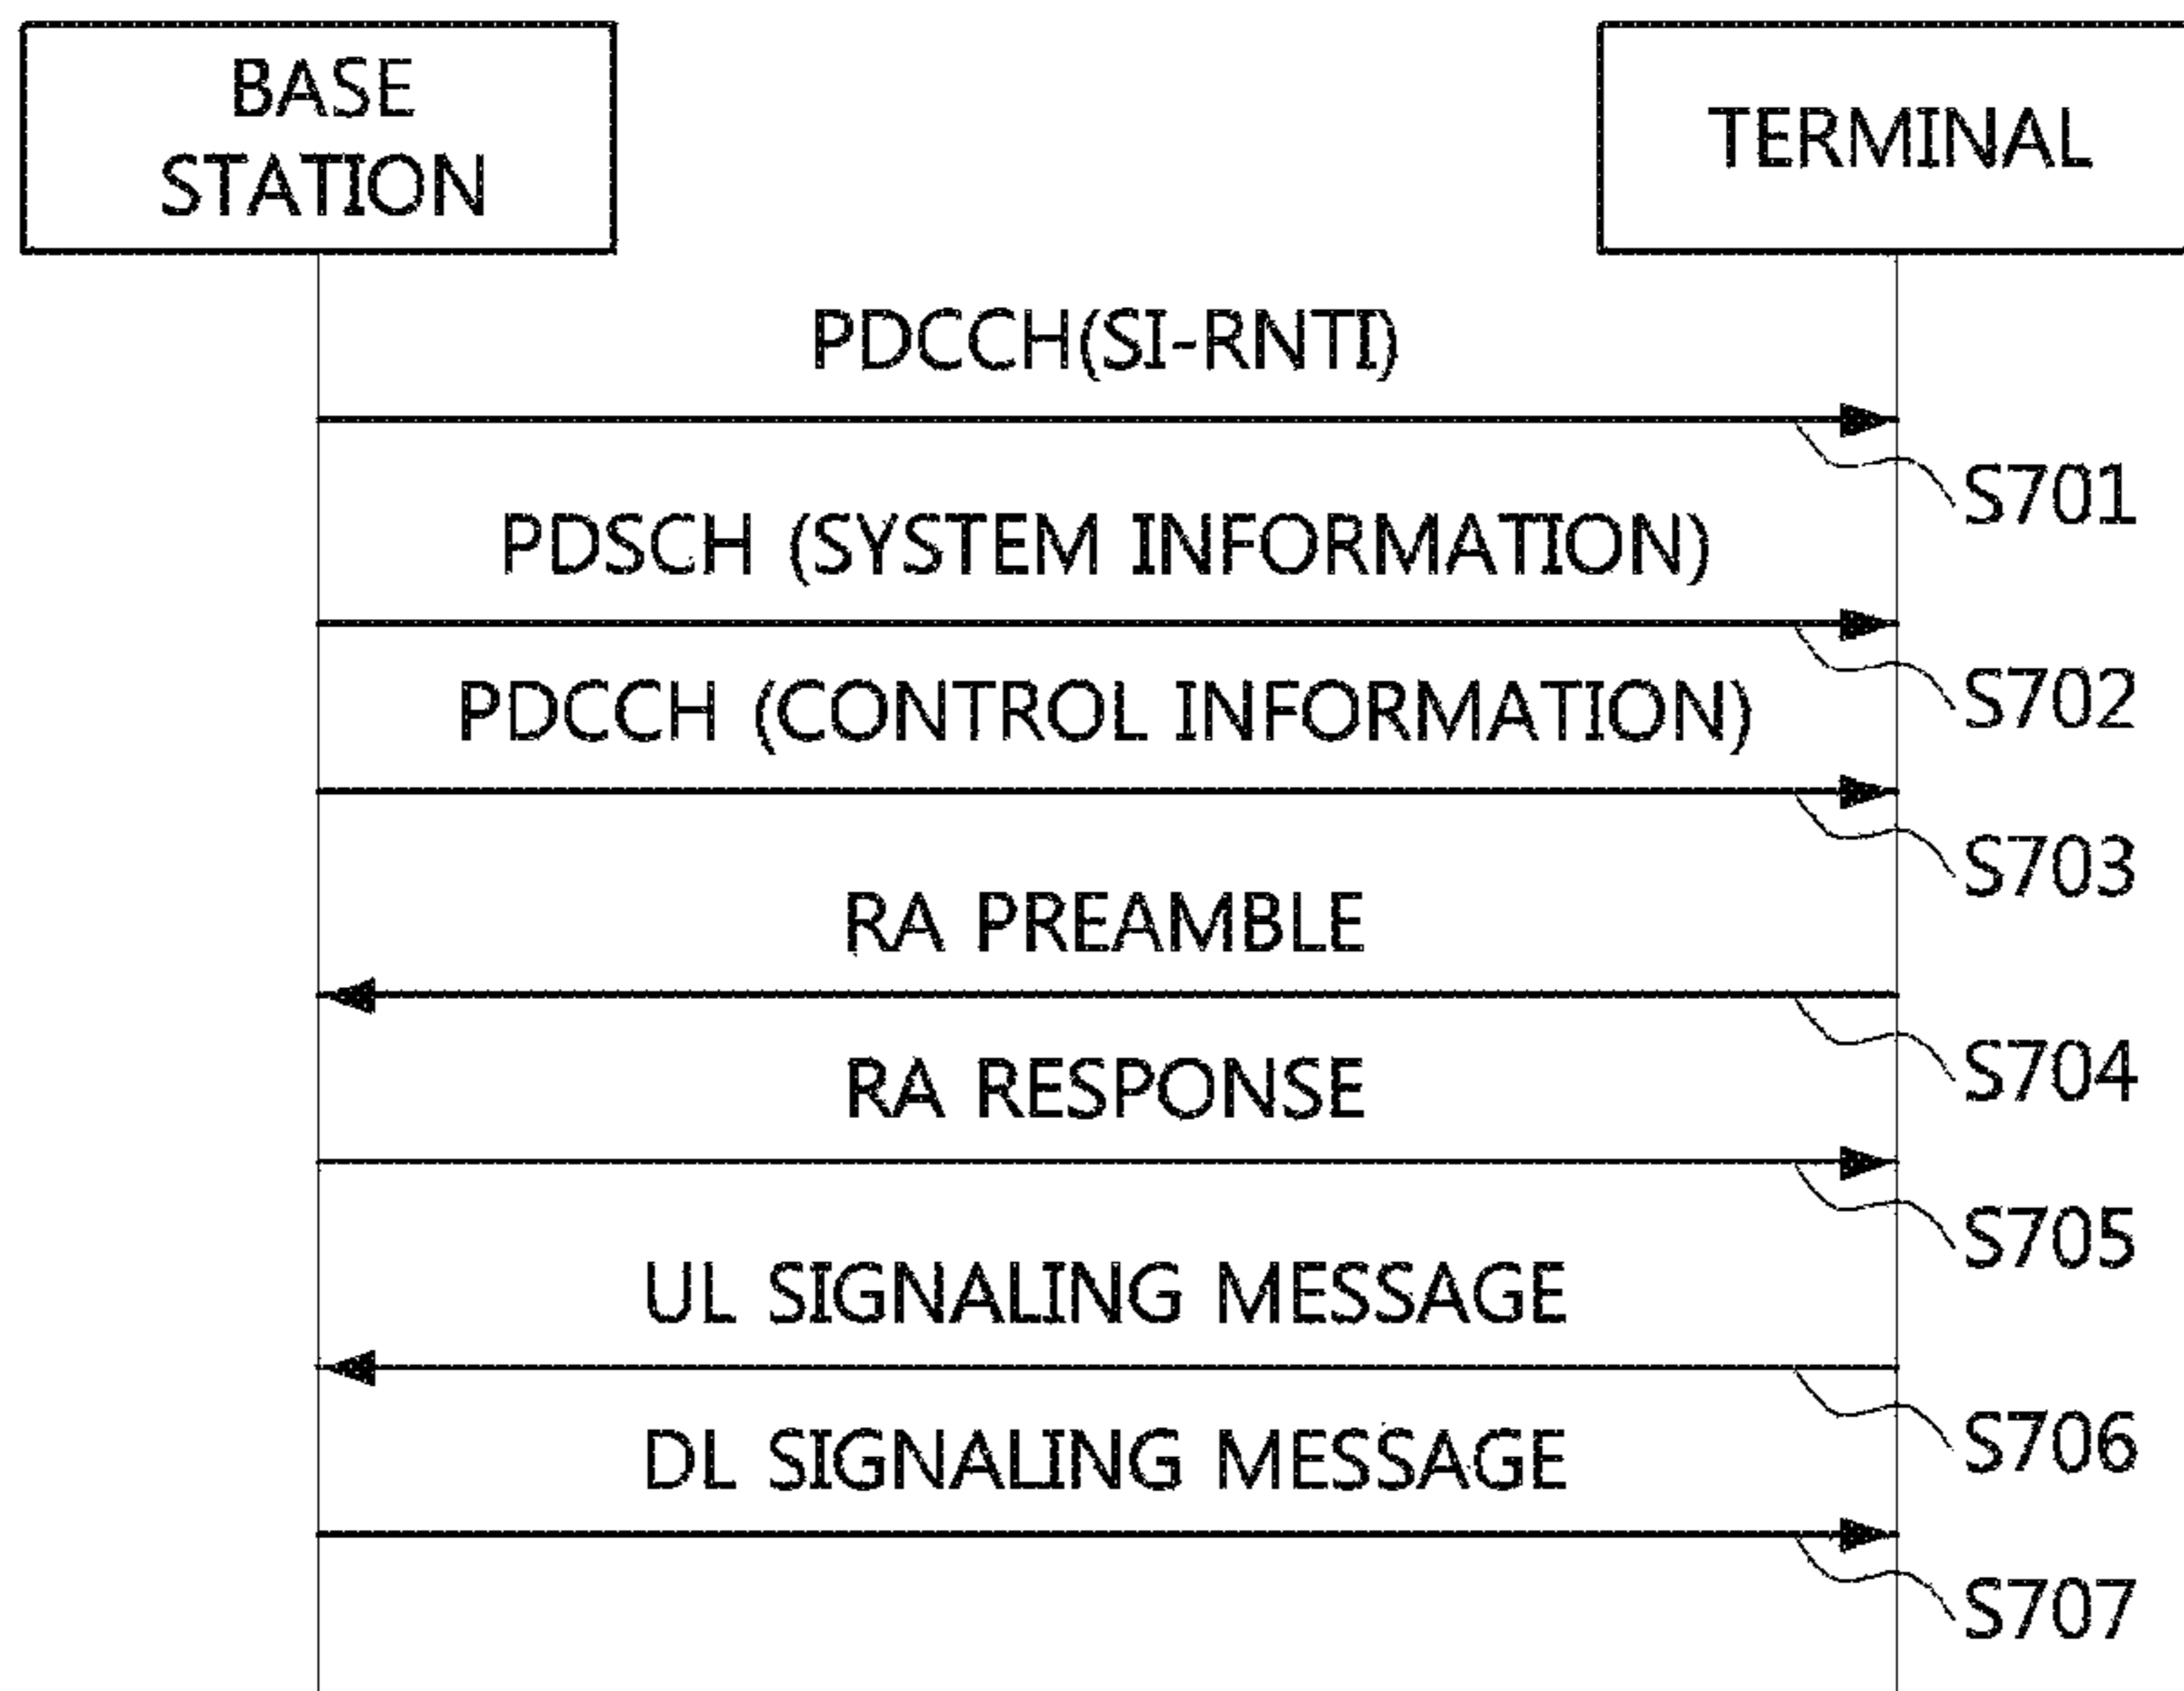 BASE
STATION
TERMINAL
PDCCH(SI-RNTI)
S701
PDSCH (SYSTEM INFORMATION)
S702
PDCCH (CONTROL INFORMATION)
S703
RA PREAMBLE
S704
RA RESPONSE
S705
UL SIGNALING MESSAGE
S706
DL SIGNALING MESSAGE
S707